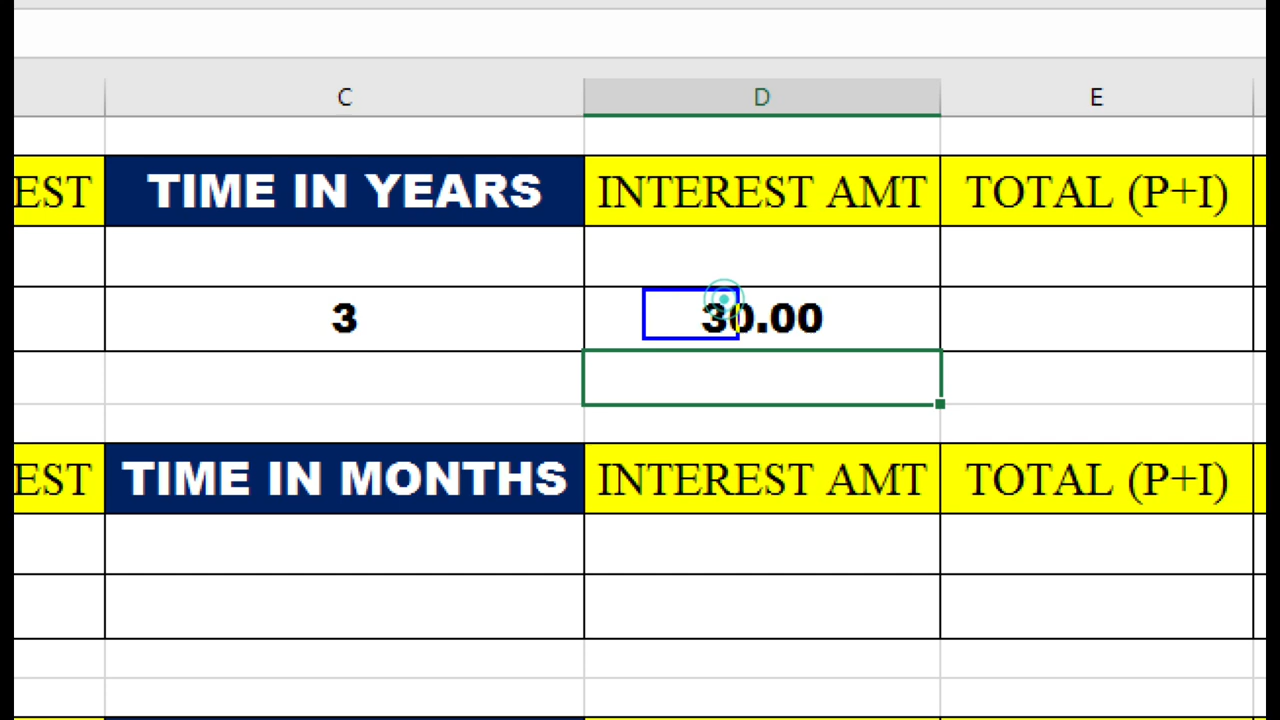 C D E
EST TIME IN YEARS INTEREST AMT TOTAL (P+I)
3 30.00
EST TIME IN MONTHS INTEREST AMT TOTAL (P+I)